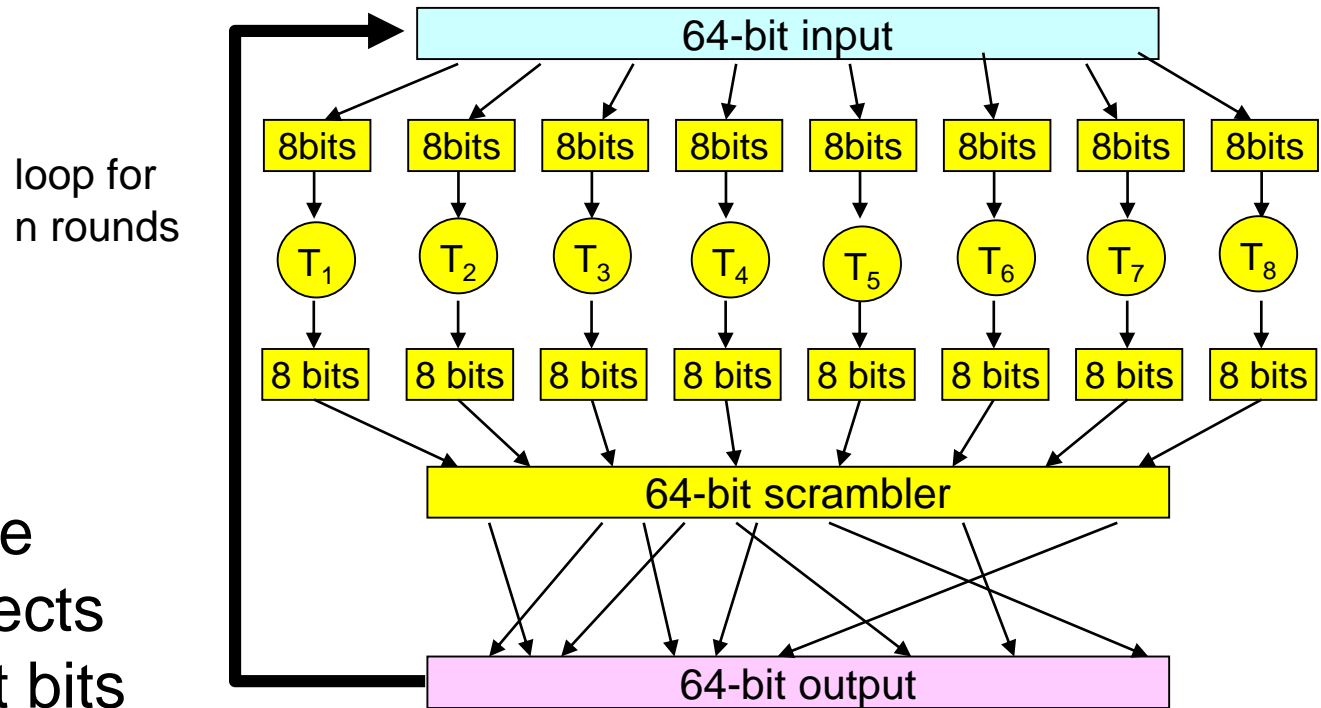 64-bit input
8bits 8bits 8bits 8bits 8bits 8bits 8bits 8bits
loop for
n rounds
T1 T2 T3 T4 T5 T6 T7 T8
8 bits 8 bits 8 bits 8 bits 8 bits 8 bits 8 bits 8 bits
64-bit scrambler
64-bit output